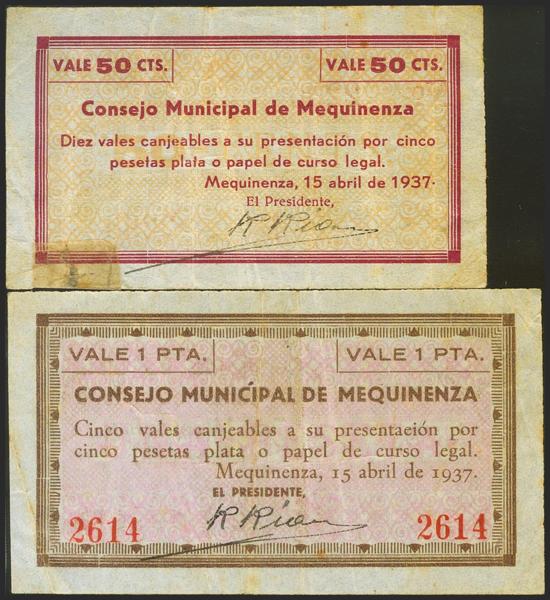 VALE 50 CTS. VALE 50 CTS.
Consejo Municipal de Mequinenza
Diez vales canjeables a su presentación por cinco
pesetas plata o papel de curso legal.
Mequinenza, 15 abril de 1937.
El Presidente,
VALE 1 PTA. VALE 1 PTA.
CONSEJO MUNICÍPAL DE MEQUINENZA
Cinco vales canjeables a su presentación por
cinco pesetas plata o papel de curso legal.
Mequinenza, 15 abril de 1937.
EL PRESIDENTE,
2614 2614